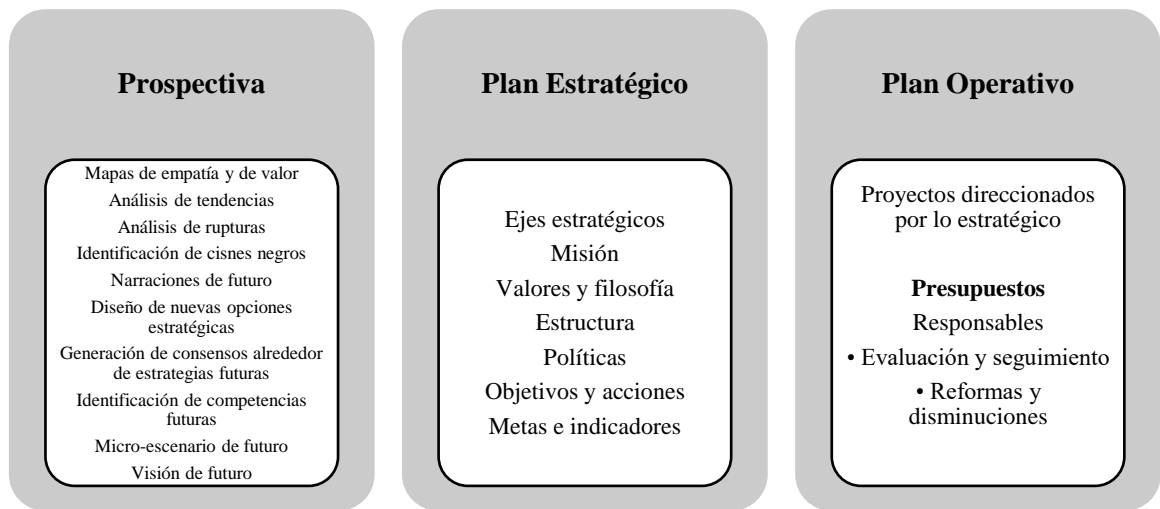 Prospectiva
Mapas de empatía y de valor
Análisis de tendencias
Análisis de rupturas
Identificación de cisnes negros
Narraciones de futuro
Diseño de nuevas opciones
estratégicas
Generación de consensos alrededor
de estrategias futuras
Identificación de competencias
futuras
Micro-escenario de futuro
Visión de futuro
Plan Estratégico
Ejes estratégicos
Misión
Valores y filosofía
Estructura
Políticas
Objetivos y acciones
Metas e indicadores
Plan Operativo
Proyectos direccionados
por lo estratégico
Presupuestos
Responsables
• Evaluación y seguimiento
• Reformas y
disminuciones